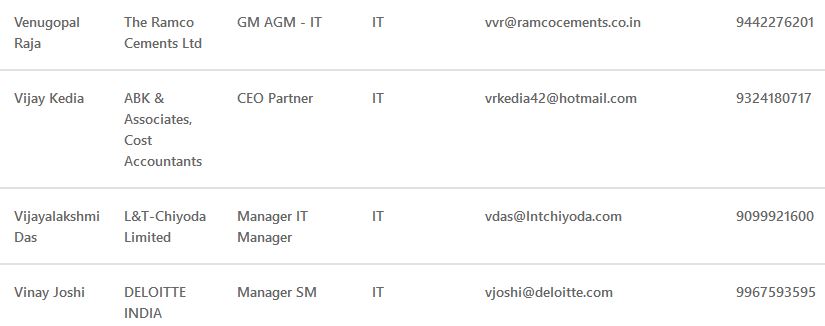 Venugopal The Ramco GM AGM - IT IT vvr@ramcocements.co.in 9442276201
Raja Cements Ltd
Vijay Kedia ABK & CEO Partner IT vrkedia42@hotmail.com 9324180717
Associates,
Cost
Accountants
Vijayalakshmi L&T-Chiyoda Manager IT IT vdas@lntchiyoda.com 9099921600
Das Limited Manager
Vinay Joshi DELOITTE Manager SM IT vjoshi@deloitte.com 9967593595
INDIA